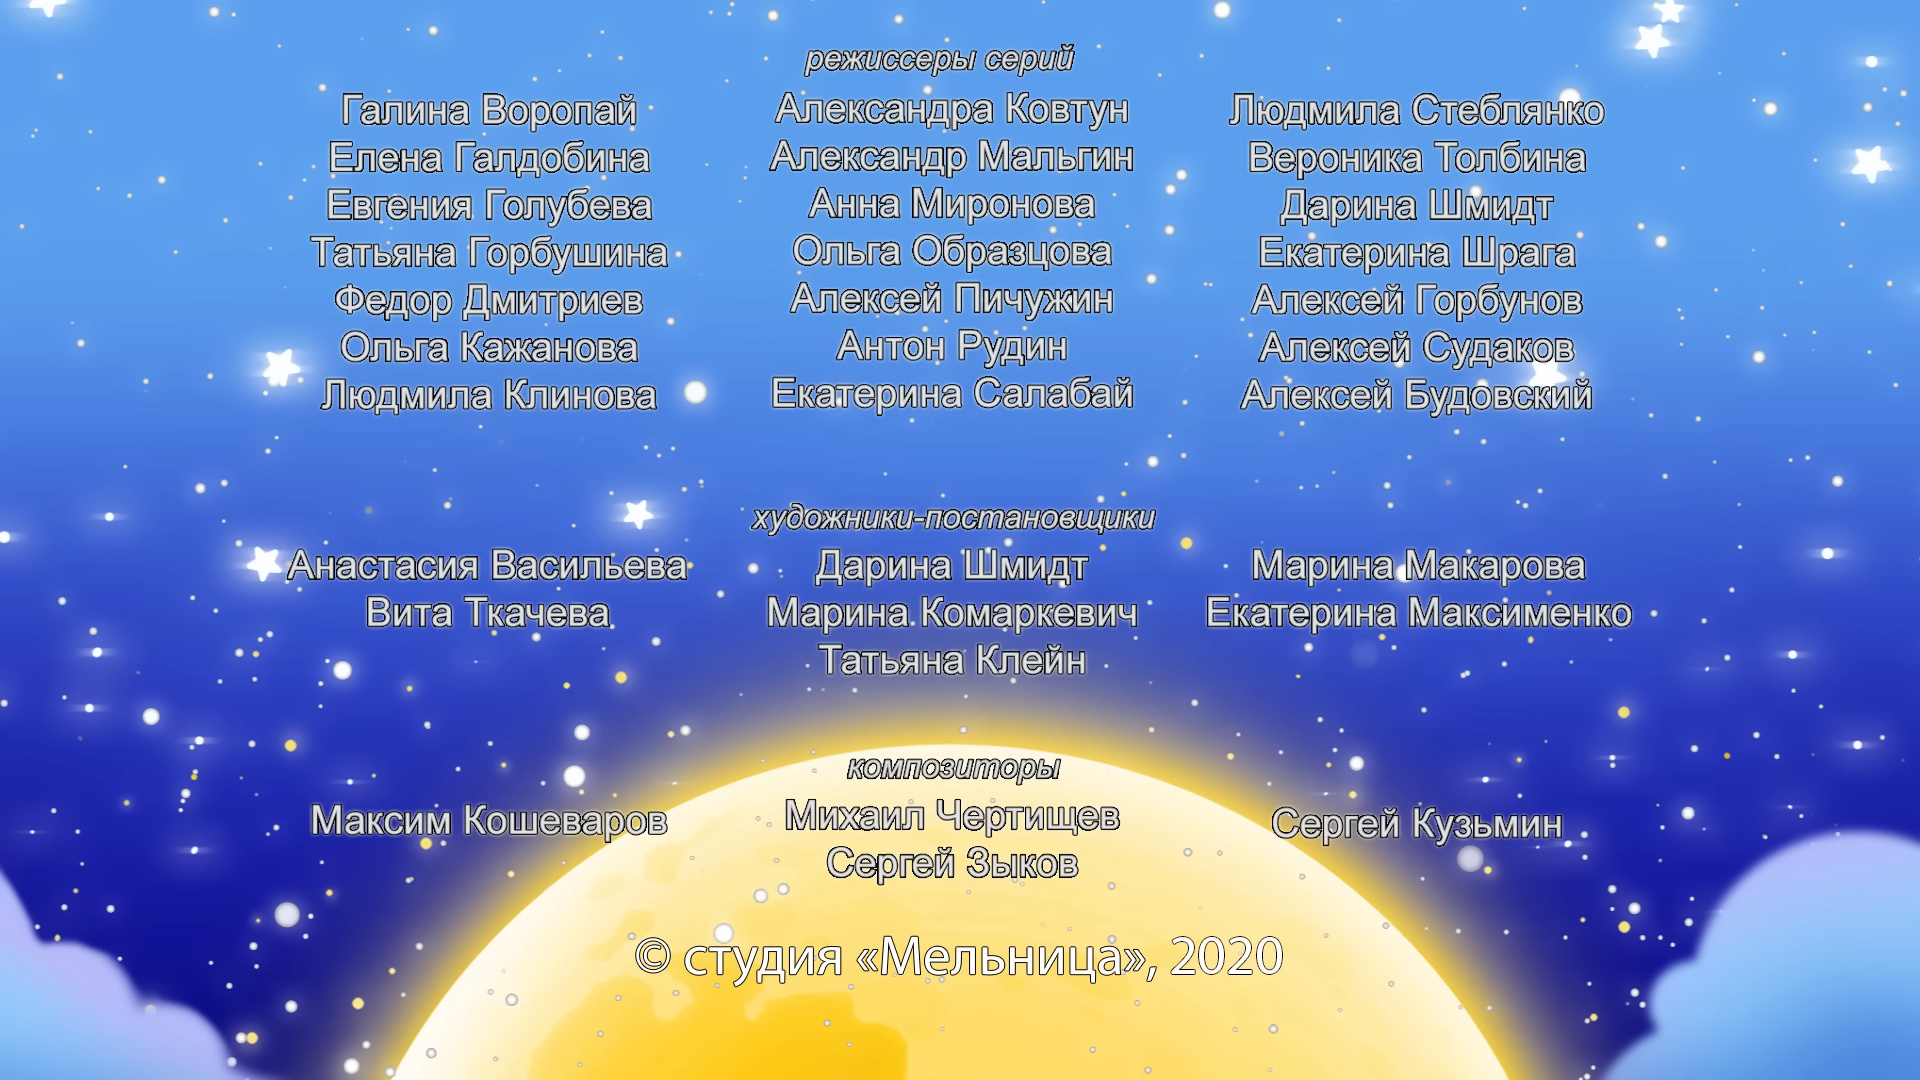 режиссеры серий
Галина Воропай
Елена Галдобина
Евгения Голубева
Татьяна Горбушина
Федор Дмитриев
Ольга Кажанова
Людмила Клинова
Александра Ковтун
Александр Мальгин
Анна Миронова
Ольга Образцова
Алексей Пичужин
Антон Рудин
Екатерина Салабай
Людмила Стеблянко
Вероника Толбина
Дарина Шмидт
Екатерина Шрага
Алексей Горбунов
Алексей Судаков
Алексей Будовский
художники-постановщики
Анастасия Васильева
Вита Ткачева
Дарина Шмидт
Марина Комаркевич
Татьяна Клейн
Марина Макарова
Екатерина Максименко
композиторы
Максим Кошеваров
Михаил Чертищев
Сергей Зыков
Сергей Кузьмин
© студия «Мельница», 2020